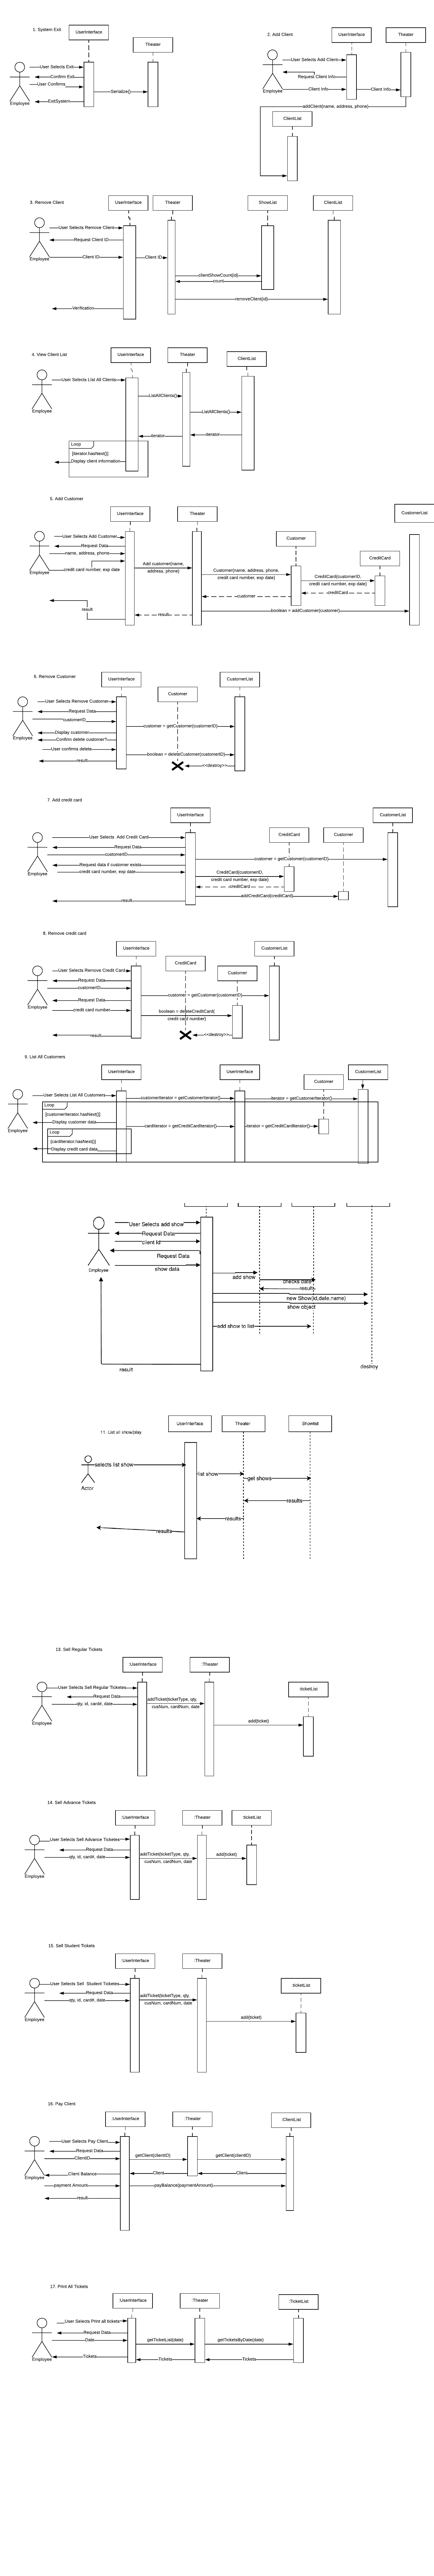 1. System Exit
UserInterface
Theater
User Selects Exit
Confirm Exit
User Confirms
Serialize()
ExitSystem
Employee
2. Add Client
UserInterface
Theater
User Selects Add Client
Request Client Info
Client Info
Client Info
Employee
addClient(name, address, phone)
ClientList
3. Remove Client
UserInterface
Theater
ShowList
ClientList
User Selects Remove Client
Request Client ID
Client ID
Client ID
Employee
clientShowCount(id)
count
removeClient(id)
Verification
4. View Client List
UserInterface
Theater
ClientList
User Selects List All Clients
ListAllClients()
Employee
ListAllClients()
iterator
iterator
Loop
[iterator.hasNext()]
Display client information
5. Add Customer
UserInterface
Theater
CustomerList
Customer
User Selects Add Customer
Request Data
name, address, phone
CreditCard
Employee
credit card number, exp date
Add customer(name,
address, phone)
Customer(name, address, phone,
credit card number, exp date)
CreditCard(customerID,
credit card number, exp date)
creditCard
customer
result
result
boolean = addCustomer(customer)
6. Remove Customer
UserInterface
Customer
CustomerList
User Selects Remove Customer
Request Data
customerID
customer = getCustomer(customerID)
Display customer
Confirm delete customer?
Employee
User confirms delete
boolean = deleteCustomer(customerID)
result
<<destroy>>
7. Add credit card
UserInterface
CustomerList
CreditCard
Customer
User Selects Add Credit Card
Request Data
customerID
customer = getCustomer(customerID)
Request data if customer exists
credit card number, exp date
Employee
CreditCard(customerID,
credit card number, exp date)
creditCard
addCreditCard(creditCard)
result
8. Remove credit card
UserInterface
CustomerList
CreditCard
Customer
User Selects Remove Credit Card
Request Data
customerID
customer = getCustomer(customerID)
Request Data
Employee
credit card number
boolean = deleteCreditCard(
credit card number)
result
<<destroy>>
9. List All Customers
UserInterface
UserInterface
CustomerList
Customer
User Selects List All Customers
customerIterator = getCustomerIterator()
iterator = getCustomerIterator()
Loop
[customerIterator.hasNext()]
Display customer data
Employee
cardIterator = getCreditCardIterator()
iterator = getCreditCardIterator()
Loop
[cardIterator.hasNext()]
Display credit card data
User Selects add show
Request Data
client Id
Request Data
Employee
show data
add show
checks date
result
new Show(id,date,name)
show object
add show to list
result
destroy
UserInterface
Theater
Showlist
11. List all show/play
selects list show
Actor
list show
get shows
results
results
results
13. Sell Regular Tickets
:UserInterface
:Theater
:ticketList
User Selects Sell Regular Ticketes
Request Data
qty, id, card#, date
Employee
addTicket(ticketType, qty,
cusNum, cardNum, date
add(ticket)
14. Sell Advance Tickets
:UserInterface
:Theater
:ticketList
User Selects Sell Advance Ticketes
Request Data
qty, id, card#, date
Employee
addTicket(ticketType, qty,
cusNum, cardNum, date
add(ticket)
15. Sell Student Tickets
:UserInterface
:Theater
:ticketList
User Selects Sell Student Ticketes
Request Data
qty, id, card#, date
Employee
addTicket(ticketType, qty,
cusNum, cardNum, date
add(ticket)
16. Pay Client
:UserInterface
:Theater
:ClientList
User Selects Pay Client
Request Data
ClientID
getClient(clientID)
getClient(clientID)
Employee
Client Balance
Client
Client
payment Amount
payBalance(paymentAmount)
result
17. Print All Tickets
:UserInterface
:Theater
:TicketList
User Selects Print all tickets
Request Data
Date
getTicketList(date)
getTicketsByDate(date)
Employee
Tickets
Tickets
Tickets